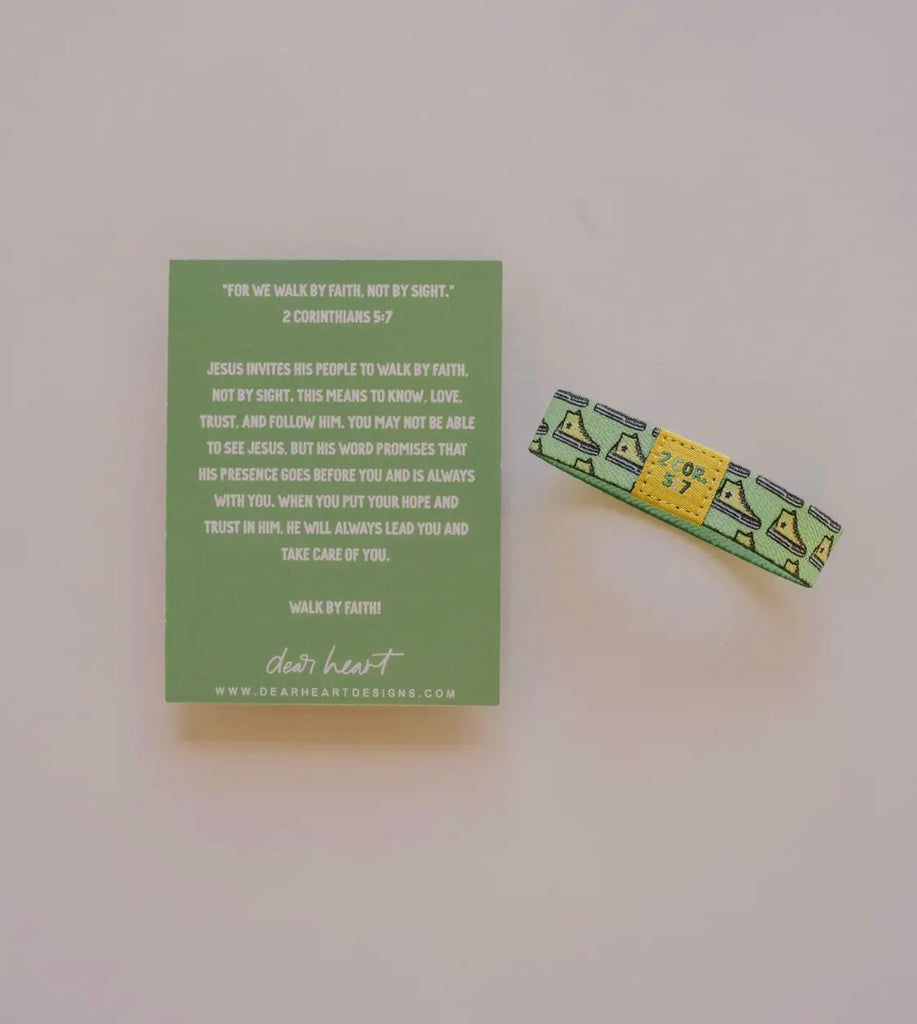 "FOR WE WALK BY FAITH, NOT BY SIGHT."
2 CORINTHIANS 5:7
JESUS INVITES HIS PEOPLE TO WALK BY FAITH,
NOT BY SIGHT. THIS MEANS TO KNOW, LOVE,
TRUST, AND FOLLOW HIM. YOU MAY NOT BE ABLE
TO SEE JESUS, BUT HIS WORD PROMISES THAT
HIS PRESENCE GOES BEFORE YOU AND IS ALWAYS
WITH YOU. WHEN YOU PUT YOUR HOPE AND
TRUST IN HIM, HE WILL ALWAYS LEAD YOU AND
TAKE CARE OF YOU.
WALK BY FAITH!
dear heart
WWW.DEARHEARTDESIGNS.COM
2 COR.
5:7